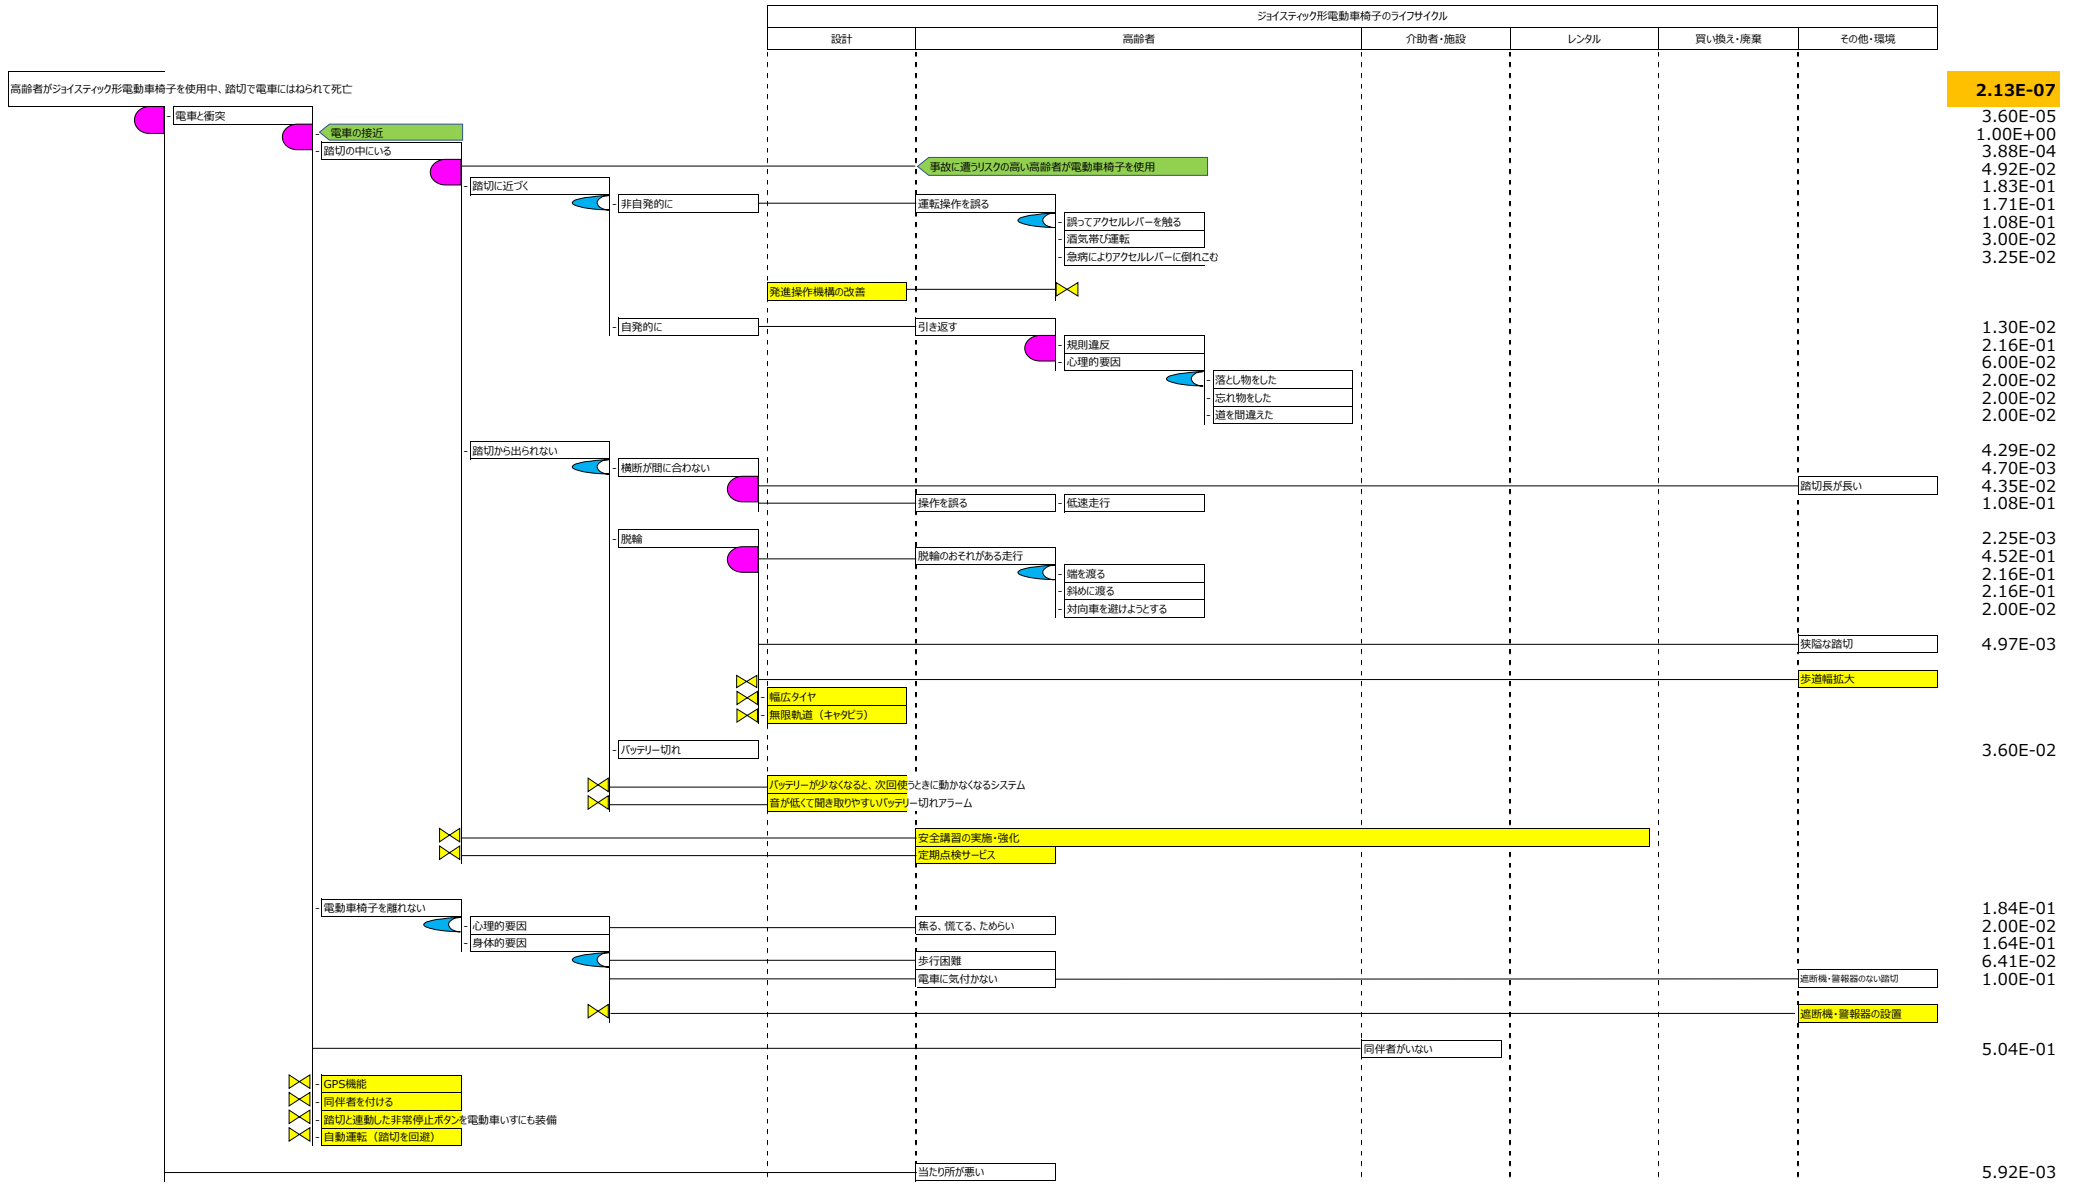 ジョイスティック形電動車椅子のライフサイクル
設計 高齢者 介助者・施設 レンタル 買い換え・廃棄 その他・環境
高齢者がジョイスティック形電動車椅子を使用中、踏切で電車にはねられて死亡 2.13E-07
電車と衝突 3.60E-05
電車の接近 1.00E+00
踏切の中にいる 3.88E-04
事故に遭うリスクの高い高齢者が電動車椅子を使用 4.92E-02
踏切に近づく 1.83E-01
非自発的に 運転操作を誤る 1.71E-01
誤ってアクセルレバーを触る 1.08E-01
酒気帯び運転 3.00E-02
急病によりアクセルレバーに倒れこむ 3.25E-02
発進操作機構の改善
自発的に 引き返す 1.30E-02
規則違反 2.16E-01
心理的要因 6.00E-02
落とし物をした 2.00E-02
忘れ物をした 2.00E-02
道を間違えた 2.00E-02
踏切から出られない 4.29E-02
横断が間に合わない 4.70E-03
踏切長が長い 4.35E-02
操作を誤る 低速走行 1.08E-01
脱輪 2.25E-03
脱輪のおそれがある走行 4.52E-01
端を渡る 2.16E-01
斜めに渡る 2.16E-01
対向車を避けようとする 2.00E-02
狭隘な踏切 4.97E-03
歩道幅拡大
幅広タイヤ
無限軌道（キャタピラ）
バッテリー切れ 3.60E-02
バッテリーが少なくなると、次回使うときに動かなくなるシステム
音が低くて聞き取りやすいバッテリー切れアラーム
安全講習の実施・強化
定期点検サービス
電動車椅子を離れない 1.84E-01
心理的要因 焦る、慌てる、ためらい 2.00E-02
身体的要因 1.64E-01
歩行困難 6.41E-02
電車に気付かない 遮断機・警報器のない踏切 1.00E-01
遮断機・警報器の設置
同伴者がいない 5.04E-01
GPS機能
同伴者を付ける
踏切と連動した非常停止ボタンを電動車いすにも装備
自動運転（踏切を回避）
当たり所が悪い 5.92E-03